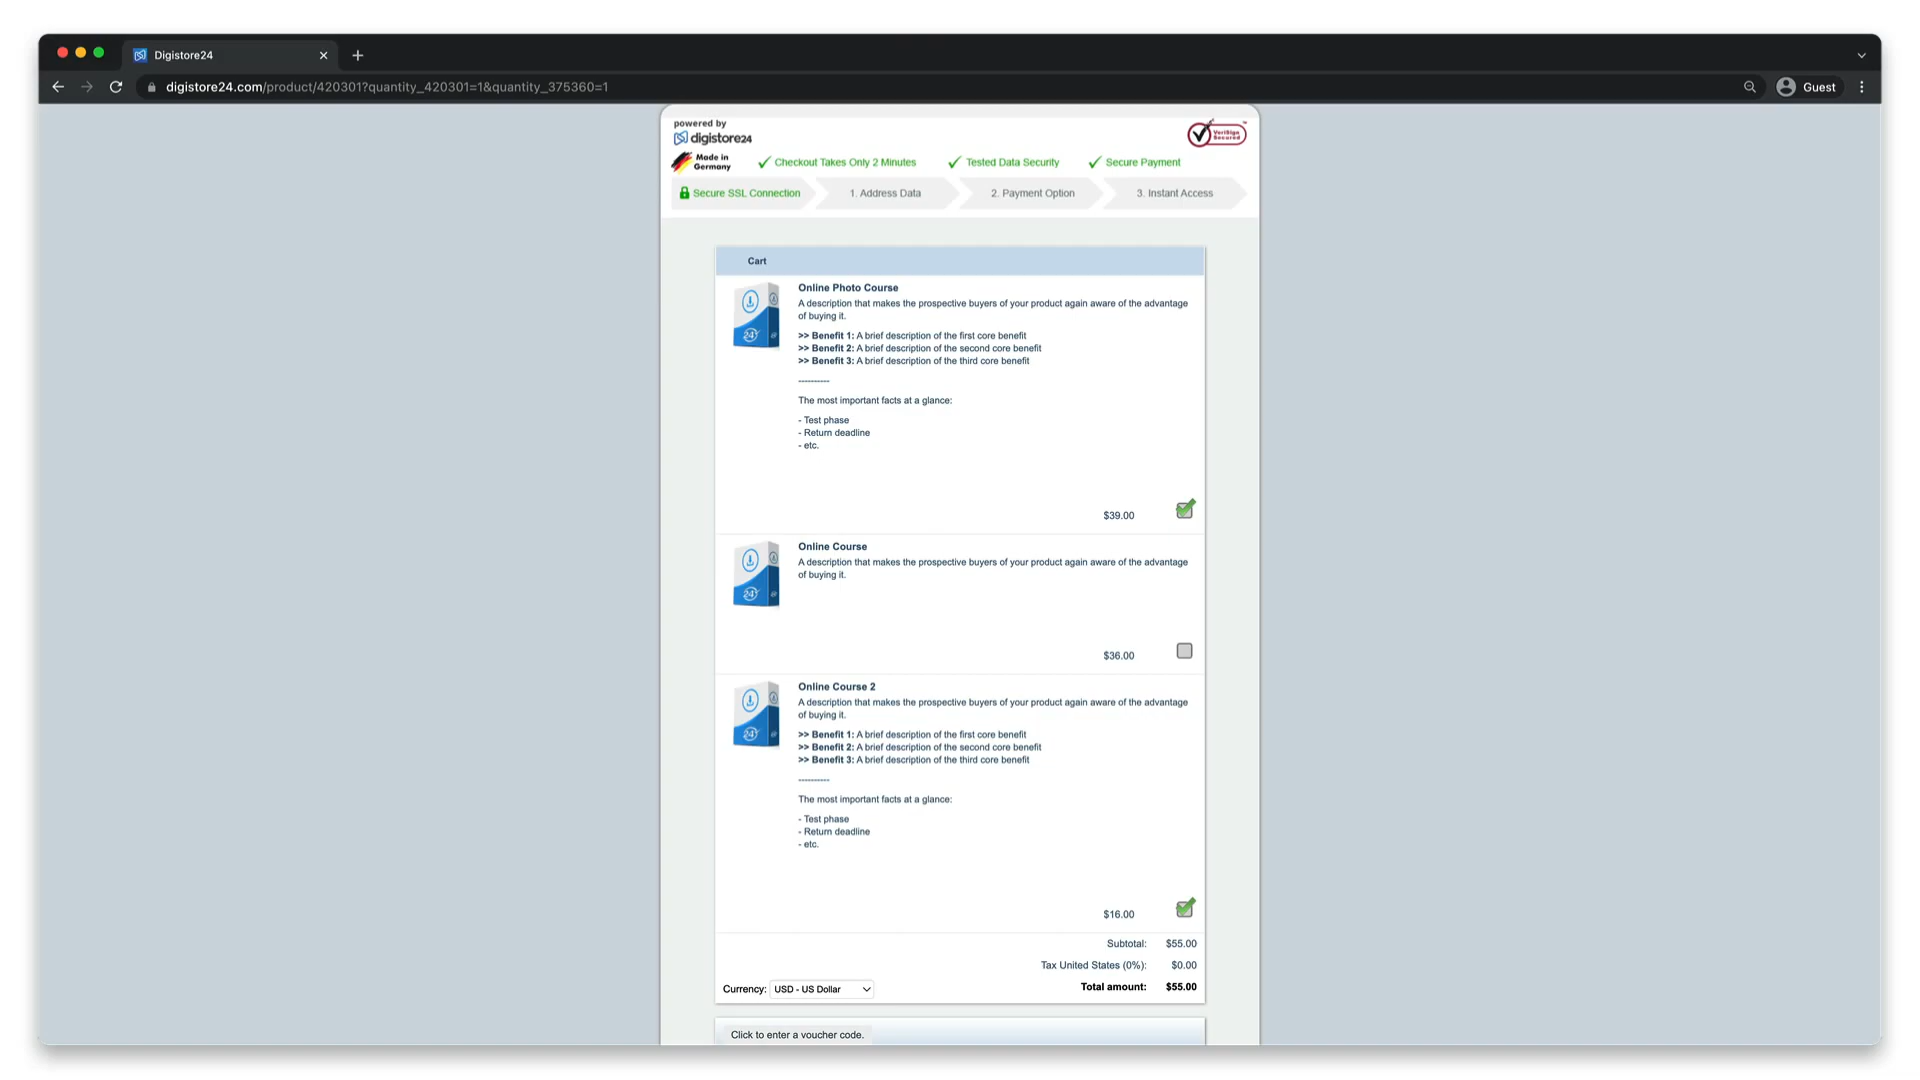 Digistore24
digistore24.com/product/420301?quantity_420301=1&quantity_375360=1
Guest
powered by
digistore24
VeriSign
Secured
Made in
Germany
Checkout Takes Only 2 Minutes
Tested Data Security
Secure Payment
Secure SSL Connection
1. Address Data
2. Payment Option
3. Instant Access
Cart
Online Photo Course
A description that makes the prospective buyers of your product again aware of the advantage
of buying it.
>> Benefit 1: A brief description of the first core benefit
>> Benefit 2: A brief description of the second core benefit
>> Benefit 3: A brief description of the third core benefit
----------
The most important facts at a glance:
- Test phase
- Return deadline
- etc.
$39.00
24
Online Course
A description that makes the prospective buyers of your product again aware of the advantage
of buying it.
$36.00
24
Online Course 2
A description that makes the prospective buyers of your product again aware of the advantage
of buying it.
>> Benefit 1: A brief description of the first core benefit
>> Benefit 2: A brief description of the second core benefit
>> Benefit 3: A brief description of the third core benefit
----------
The most important facts at a glance:
- Test phase
- Return deadline
- etc.
$16.00
24
Subtotal: $55.00
Tax United States (0%): $0.00
Currency: USD - US Dollar
Total amount: $55.00
Click to enter a voucher code.